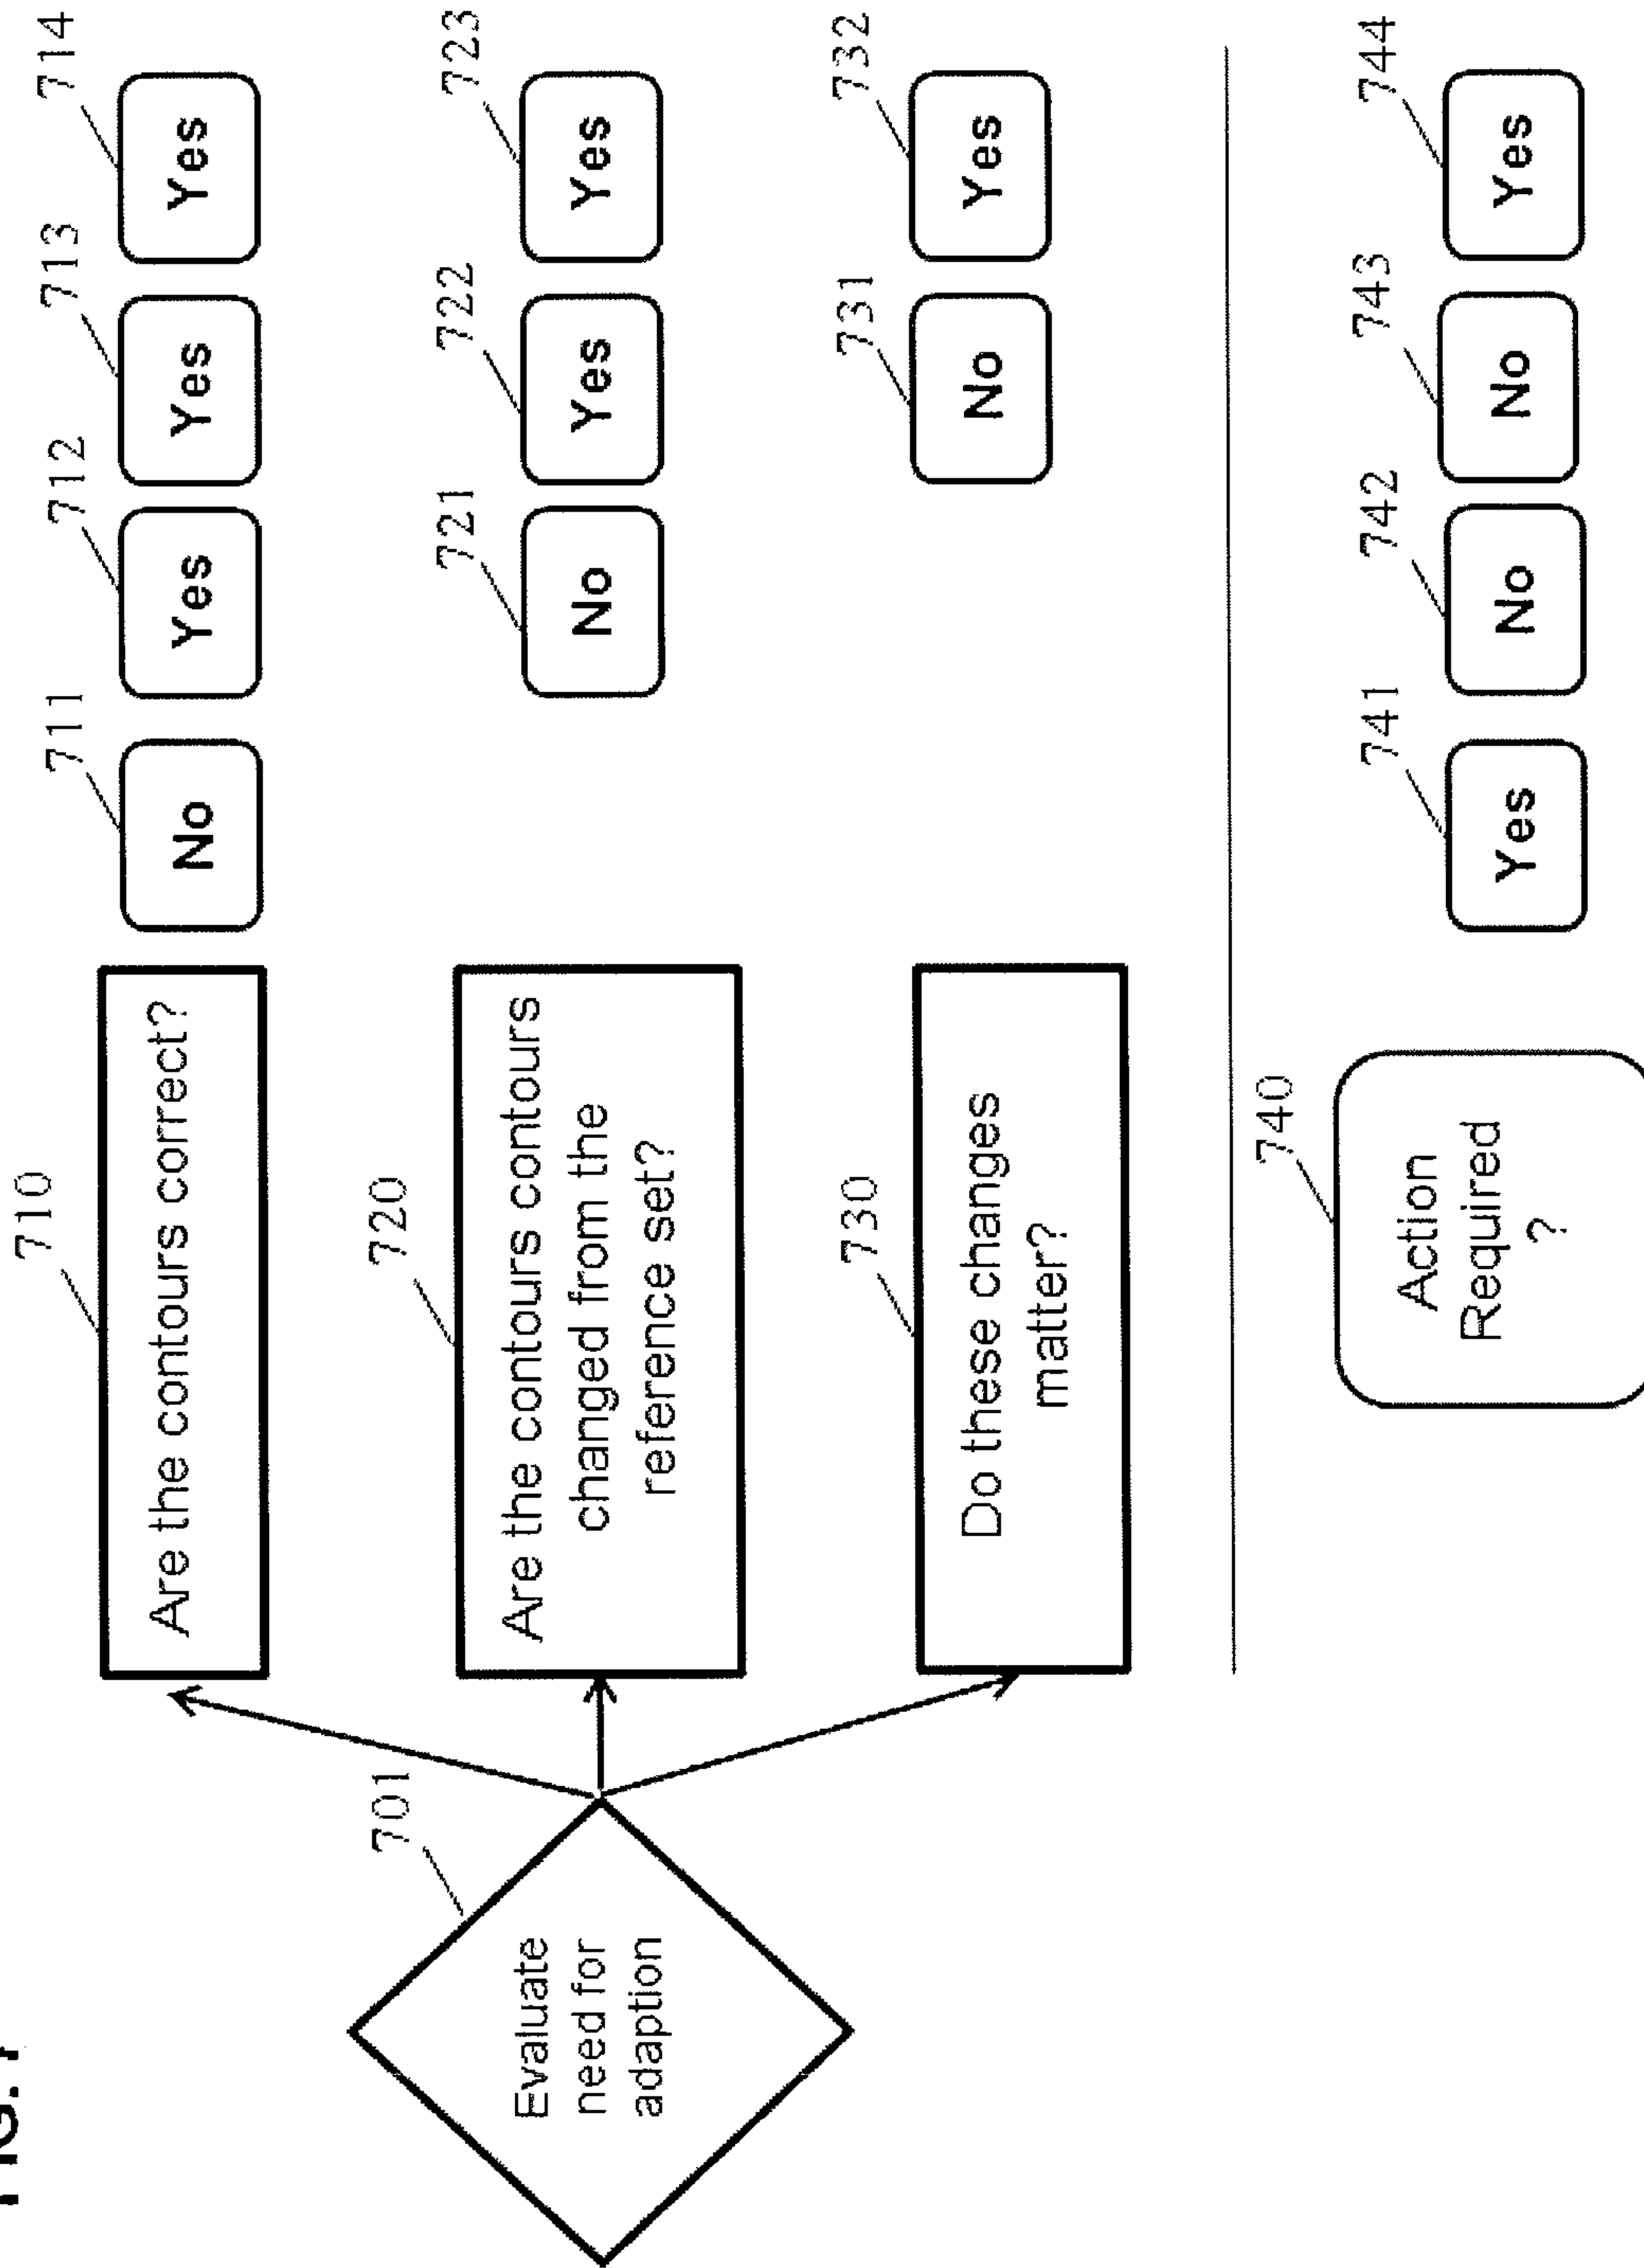 FIG. 7
701
Evaluate
need for
adaption
710
Are the contours correct?
711
No
712
Yes
713
Yes
714
Yes
720
Are the contours contours
changed from the
reference set?
721
No
722
Yes
723
Yes
730
Do these changes
matter?
731
No
732
Yes
740
Action
Required
?
741
Yes
742
No
743
No
744
Yes